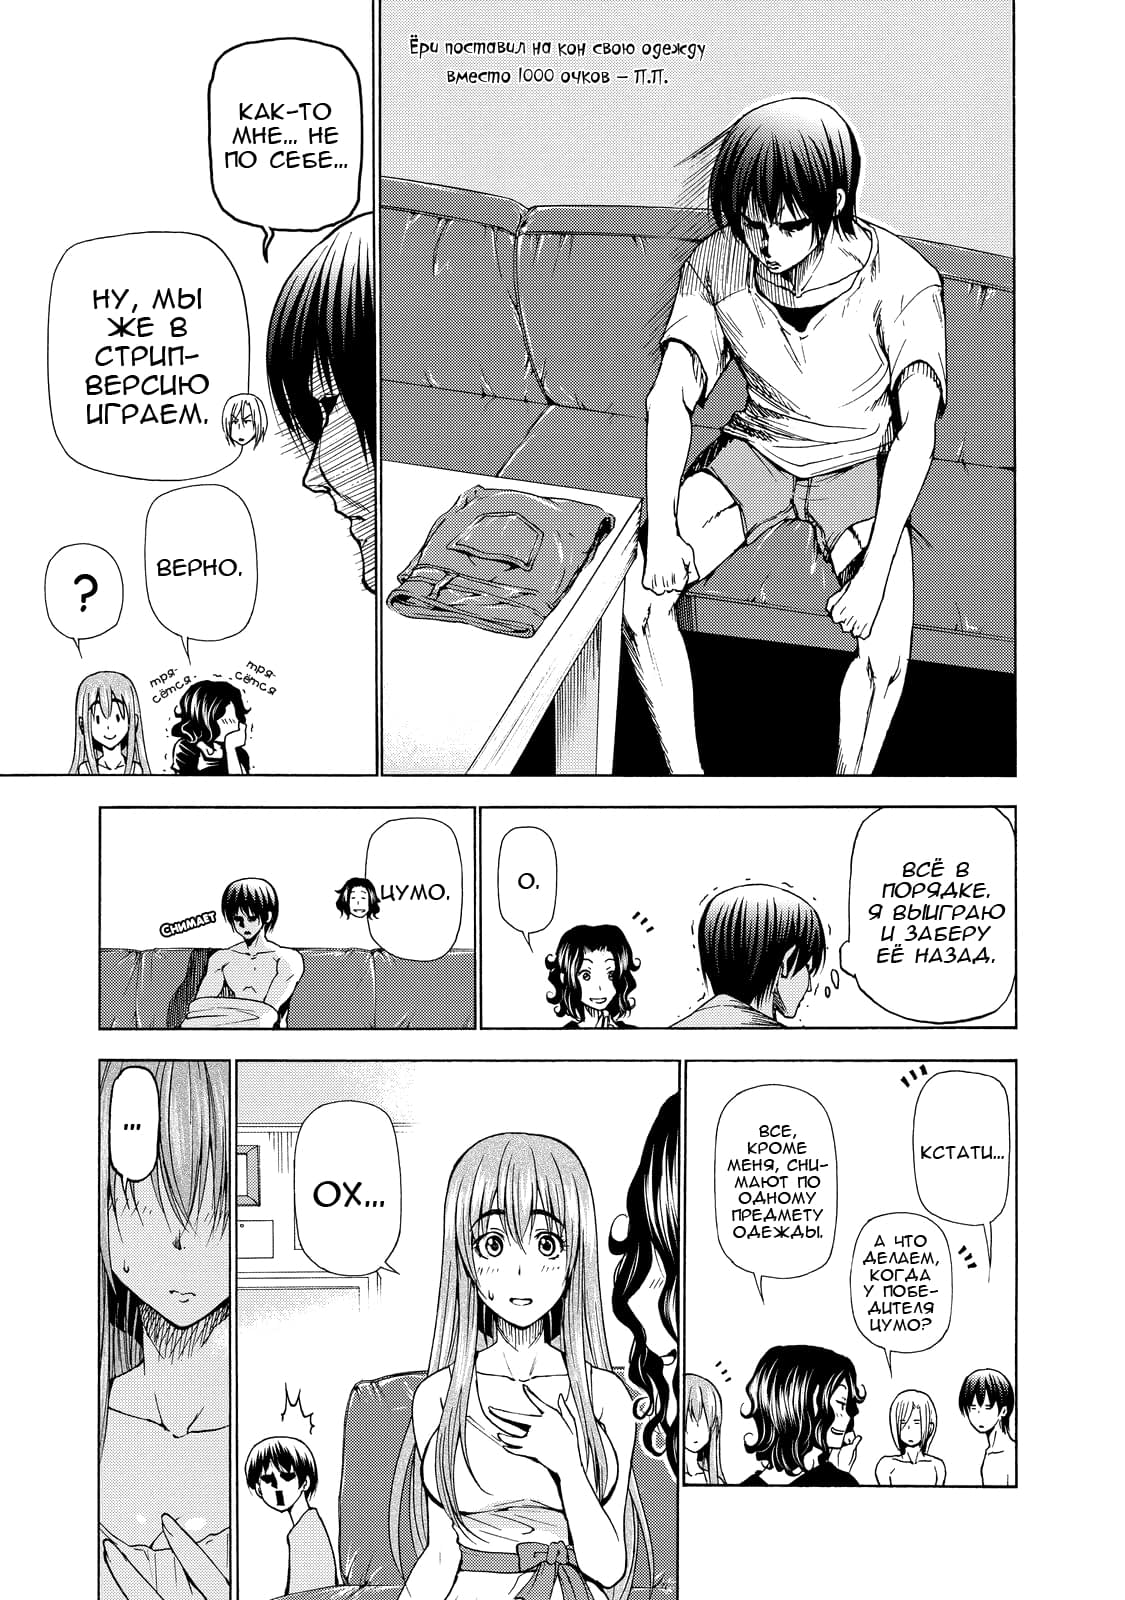 Ёри поставил на кон свою одежду
вместо 1000 очков – П.П.
КАК-ТО
МНЕ... НЕ
ПО СЕБЕ...
НУ, МЫ
ЖЕ В
СТРИП-
ВЕРСИЮ
ИГРАЕМ.
ВЕРНО.
?
ТРЯ-
СЁТСЯ
ТРЯ-
СЁТСЯ
ВСЁ В
ПОРЯДКЕ.
Я ВЫИГРАЮ
И ЗАБЕРУ
ЕЁ НАЗАД.
О.
ЦУМО.
СНИМАЕТ
КСТАТИ...
А ЧТО
ДЕЛАЕМ,
КОГДА
У ПОБЕ-
ДИТЕЛЯ
ЦУМО?
ВСЕ,
КРОМЕ
МЕНЯ, СНИ-
МАЮТ ПО
ОДНОМУ
ПРЕДМЕТУ
ОДЕЖДЫ.
ОХ...
...